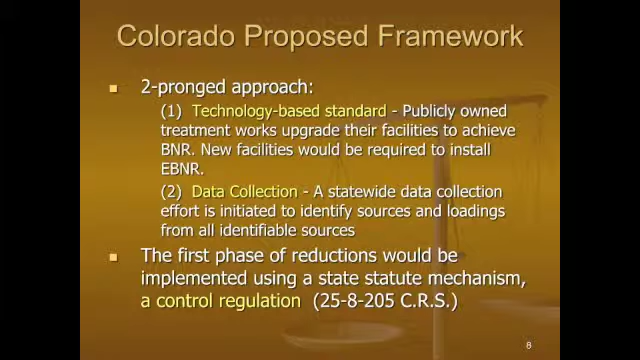 Colorado Proposed Framework
2-pronged approach:
(1) Technology-based standard - Publicly owned
treatment works upgrade their facilities to achieve
BNR. New facilities would be required to install
EBNR.
(2) Data Collection - A statewide data collection
effort is initiated to identify sources and loadings
from all identifiable sources
The first phase of reductions would be
implemented using a state statute mechanism,
a control regulation (25-8-205 C.R.S.)
8